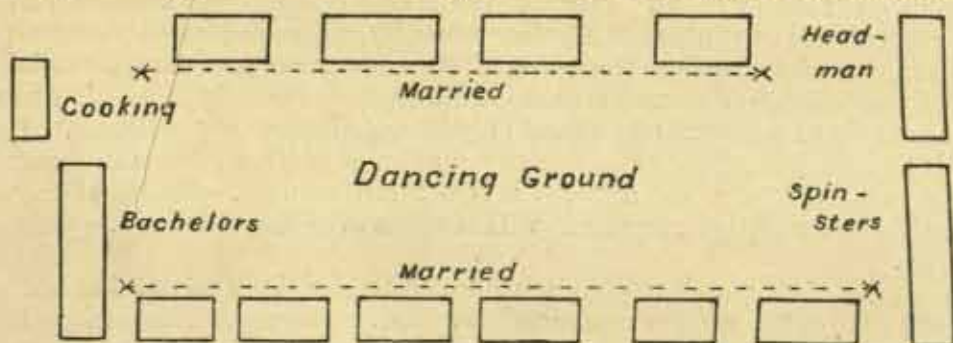 Head-
man
Married
Cooking
Dancing Ground
Spin-
sters
Bachelors
Married